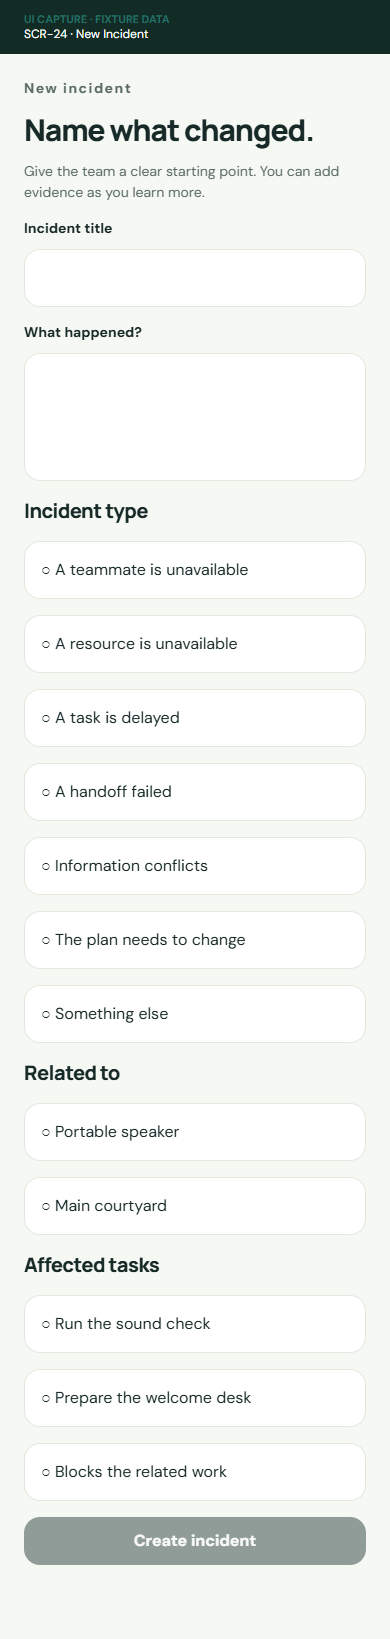 UI CAPTURE · FIXTURE DATA
SCR-24 · New Incident
New incident
Name what changed.
Give the team a clear starting point. You can add
evidence as you learn more.
Incident title
What happened?
Incident type
○ A teammate is unavailable
○ A resource is unavailable
○ A task is delayed
○ A handoff failed
○ Information conflicts
○ The plan needs to change
○ Something else
Related to
○ Portable speaker
○ Main courtyard
Affected tasks
○ Run the sound check
○ Prepare the welcome desk
○ Blocks the related work
Create incident